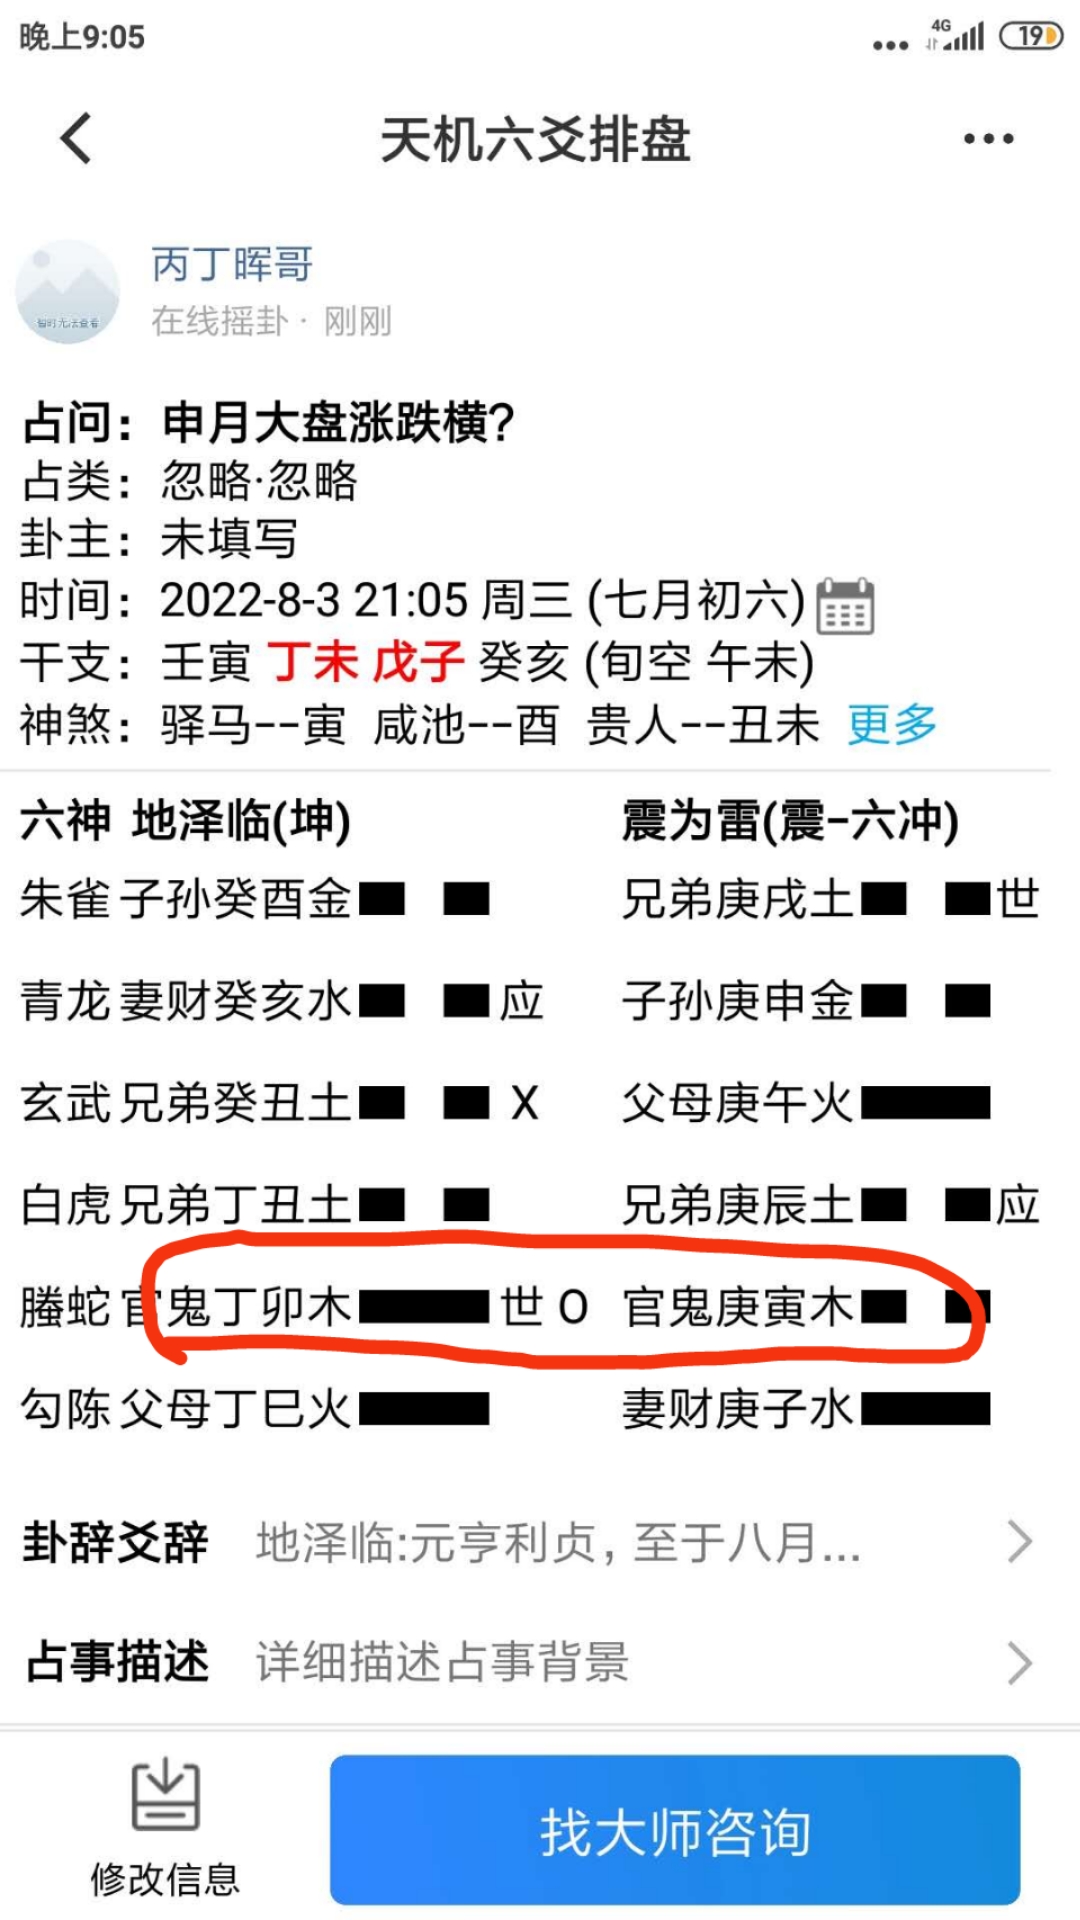 晚上9:05
4G
19
天机六爻排盘
丙丁晖哥
在线摇卦 · 刚刚
暂时无法查看
占问：申月大盘涨跌横?
占类：忽略·忽略
卦主：未填写
时间：2022-8-3 21:05 周三 (七月初六)
干支：壬寅 丁未 戊子 癸亥 (旬空 午未)
神煞：驿马--寅 咸池--酉 贵人--丑未 更多
六神 地泽临(坤) 震为雷(震-六冲)
朱雀 子孙癸酉金 兄弟庚戌土 世
青龙 妻财癸亥水 应 子孙庚申金
玄武 兄弟癸丑土 X 父母庚午火
白虎 兄弟丁丑土 兄弟庚辰土 应
螣蛇 官鬼丁卯木 世 O 官鬼庚寅木
勾陈 父母丁巳火 妻财庚子水
卦辞爻辞 地泽临:元亨利贞, 至于八月...
占事描述 详细描述占事背景
修改信息
找大师咨询